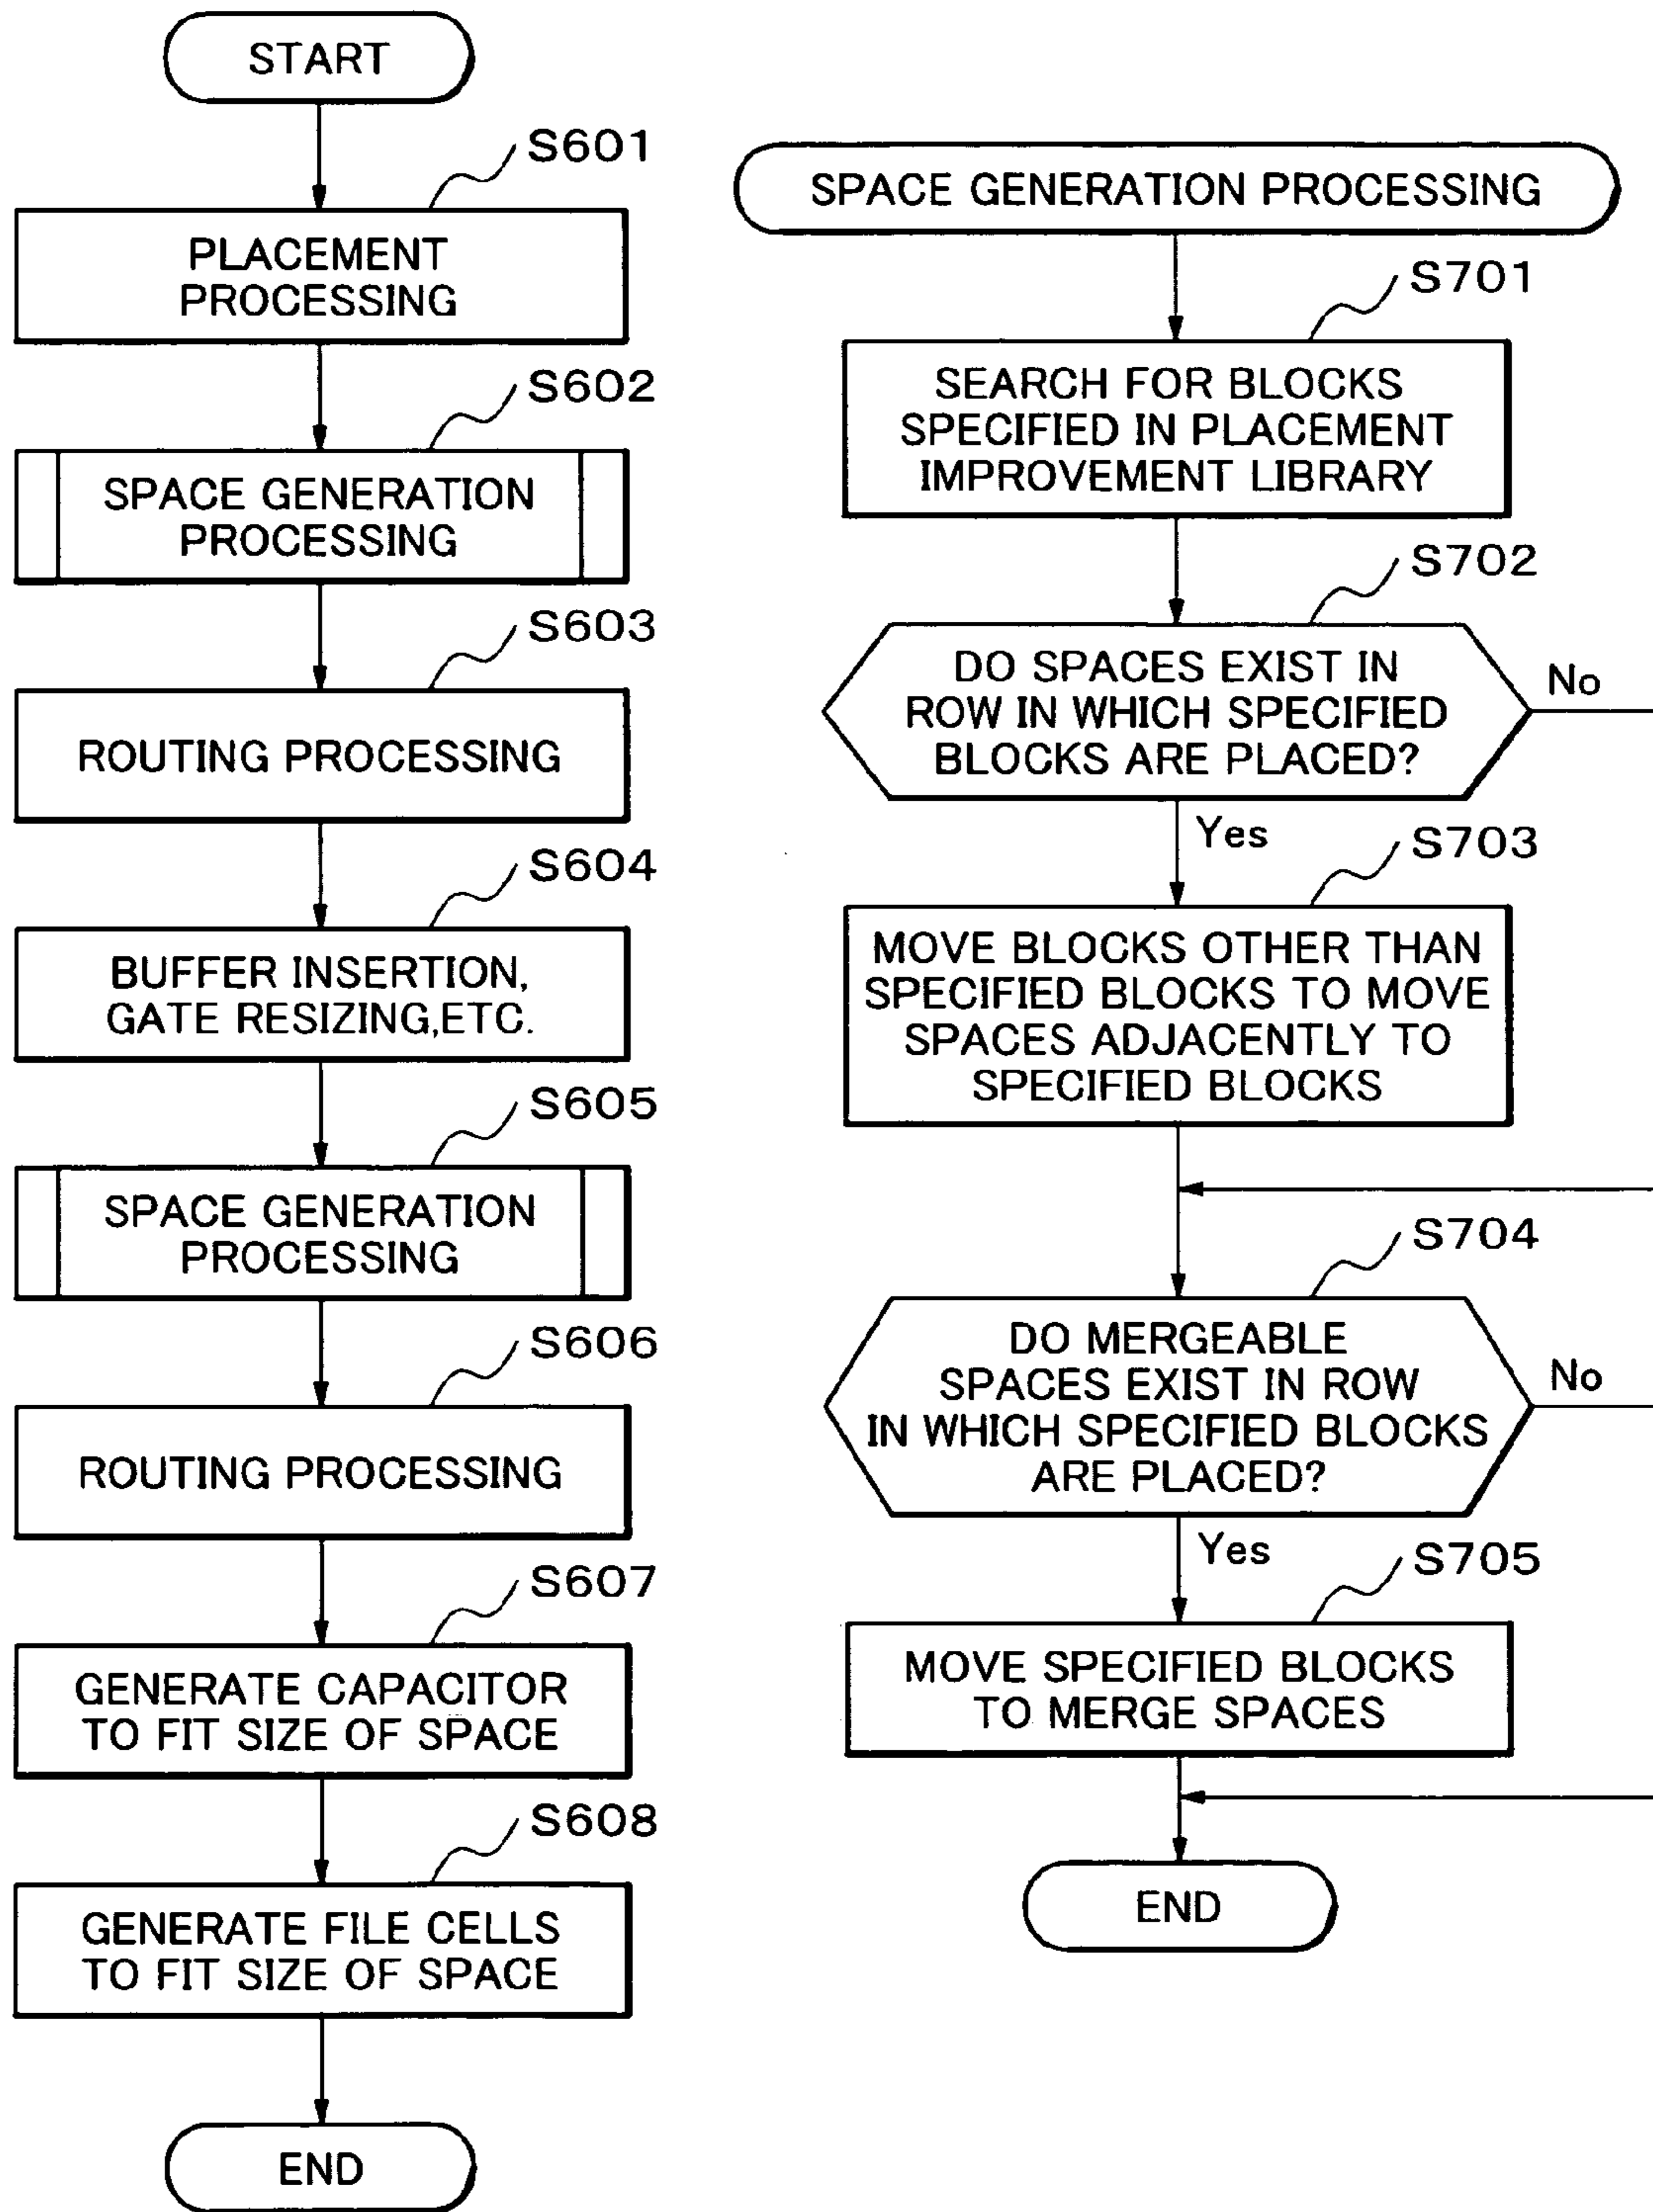 START
S601
PLACEMENT
PROCESSING
S602
SPACE GENERATION
PROCESSING
S603
ROUTING PROCESSING
S604
BUFFER INSERTION,
GATE RESIZING,ETC.
S605
SPACE GENERATION
PROCESSING
S606
ROUTING PROCESSING
S607
GENERATE CAPACITOR
TO FIT SIZE OF SPACE
S608
GENERATE FILE CELLS
TO FIT SIZE OF SPACE
END
SPACE GENERATION PROCESSING
S701
SEARCH FOR BLOCKS
SPECIFIED IN PLACEMENT
IMPROVEMENT LIBRARY
S702
DO SPACES EXIST IN
ROW IN WHICH SPECIFIED
BLOCKS ARE PLACED?
No
Yes
S703
MOVE BLOCKS OTHER THAN
SPECIFIED BLOCKS TO MOVE
SPACES ADJACENTLY TO
SPECIFIED BLOCKS
S704
DO MERGEABLE
SPACES EXIST IN ROW
IN WHICH SPECIFIED BLOCKS
ARE PLACED?
No
Yes
S705
MOVE SPECIFIED BLOCKS
TO MERGE SPACES
END